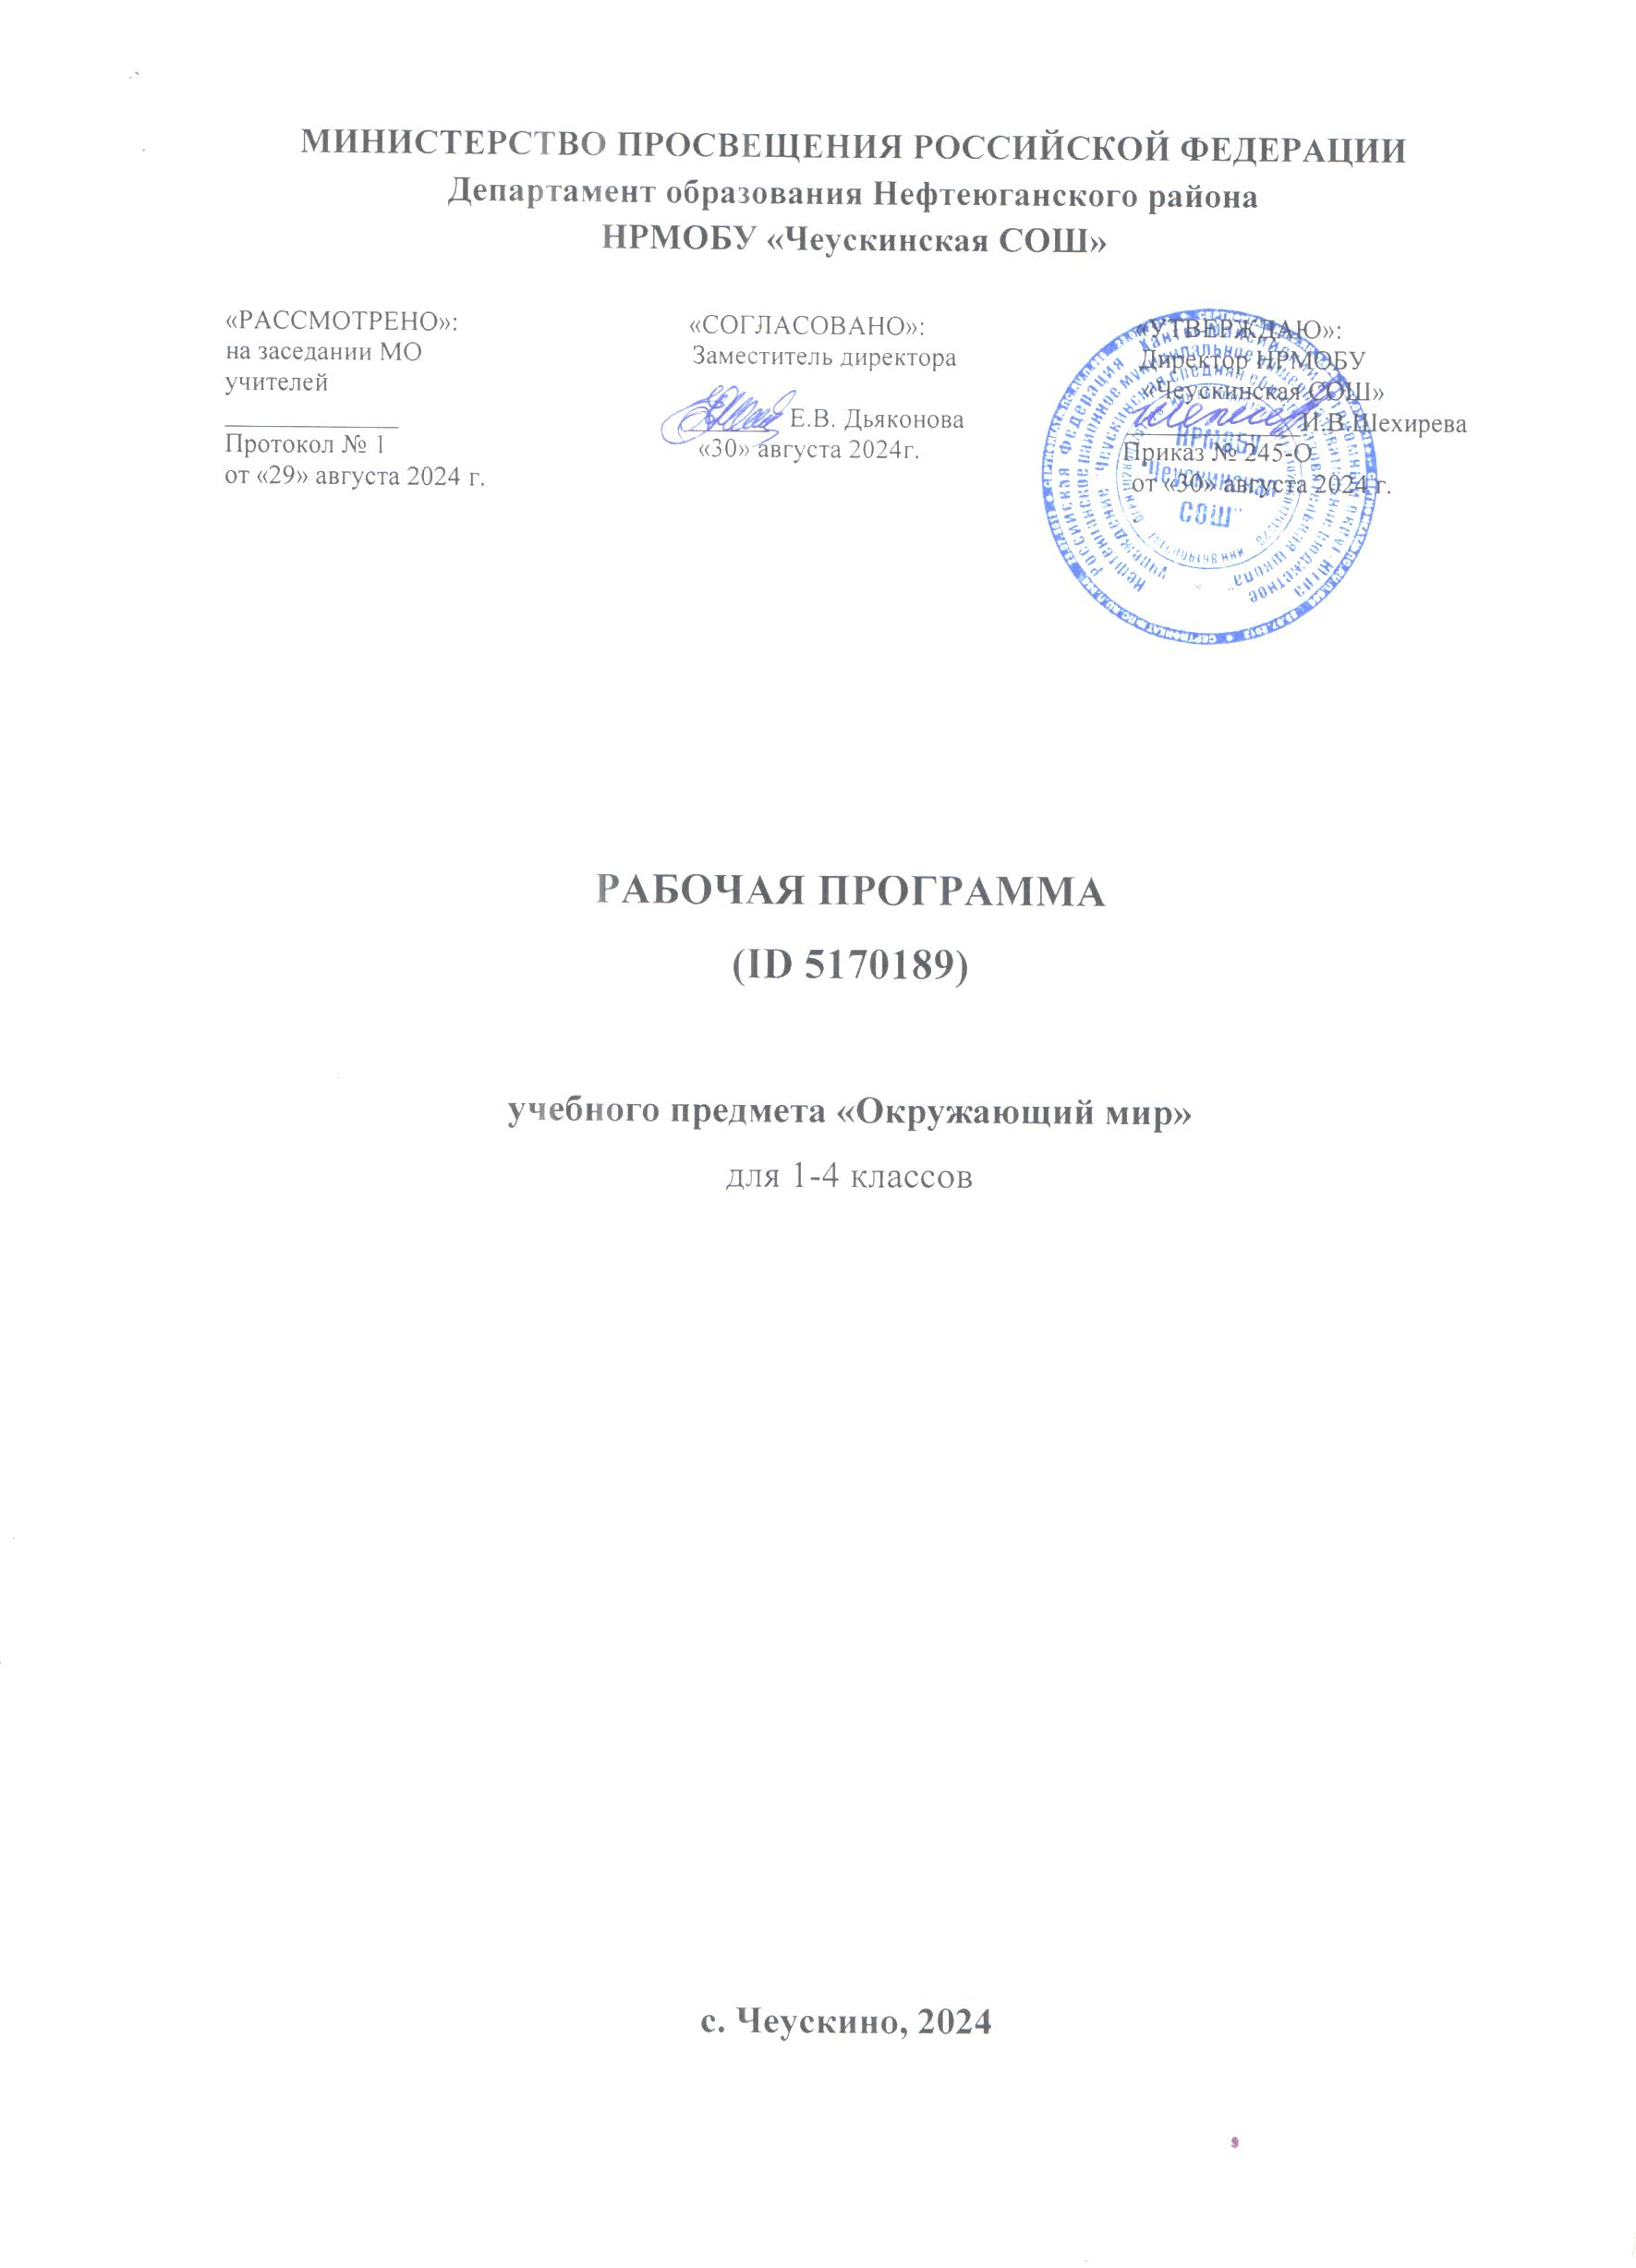 МИНИСТЕРСТВО ПРОСВЕЩЕНИЯ РОССИЙСКОЙ ФЕДЕРАЦИИ
Департамент образования Нефтеюганского района
НРМОБУ «Чеускинская СОШ»
«РАССМОТРЕНО»:
на заседании МО
учителей
Протокол № 1
от «29» августа 2024 г.
«СОГЛАСОВАНО»:
Заместитель директора
Е.В. Дьяконова
«30» августа 2024г.
«УТВЕРЖДАЮ»:
Директор НРМОБУ
«Чеускинская СОШ»
И.В.Шехирева
Приказ № 245-О
от «30» августа 2024 г.
НРМОБУ
"Чеускинская
СОШ"
РАБОЧАЯ ПРОГРАММА
(ID 5170189)
учебного предмета «Окружающий мир»
для 1-4 классов
с. Чеускино, 2024